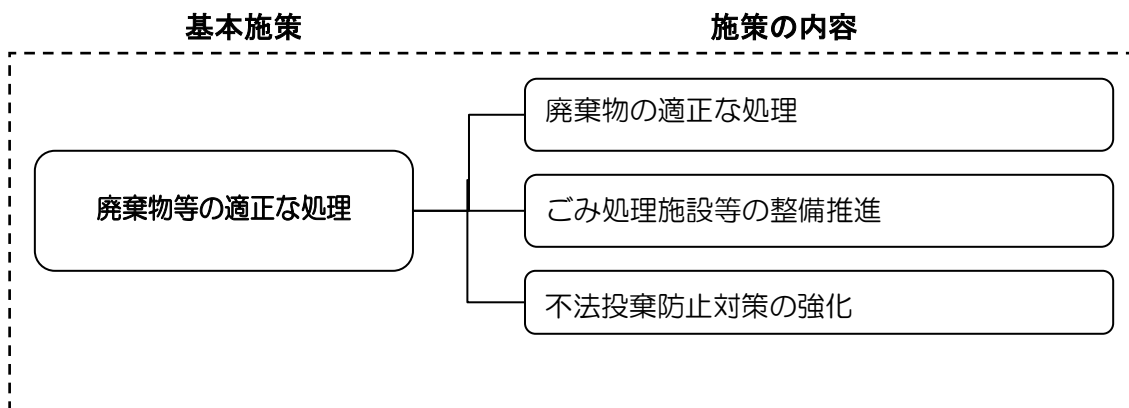 基本施策
施策の内容
廃棄物の適正な処理
廃棄物等の適正な処理
ごみ処理施設等の整備推進
不法投棄防止対策の強化